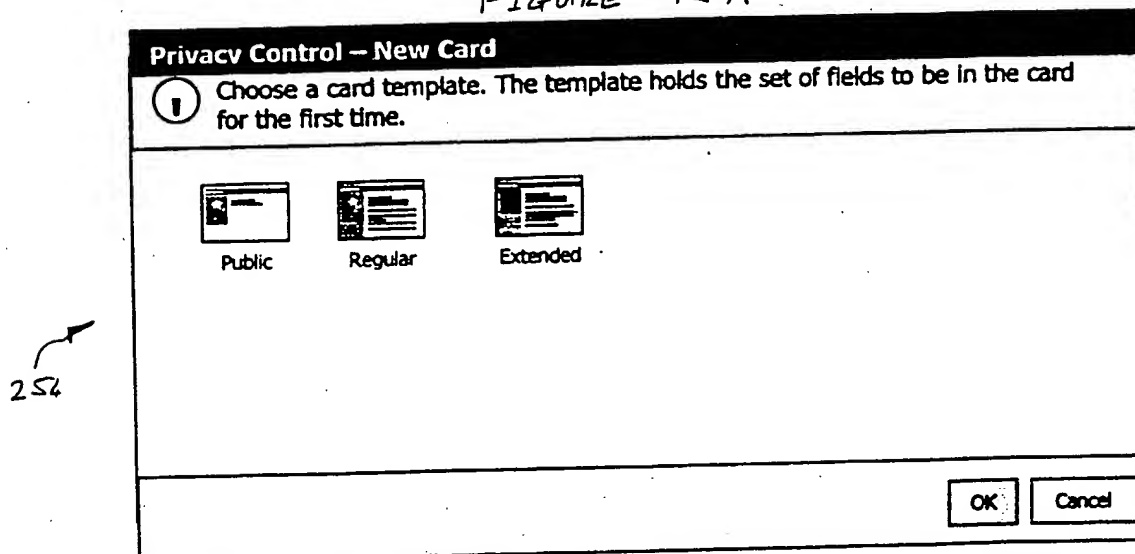 Privacy Control – New Card
Choose a card template. The template holds the set of fields to be in the card
for the first time.
Public Regular Extended
254
OK Cancel